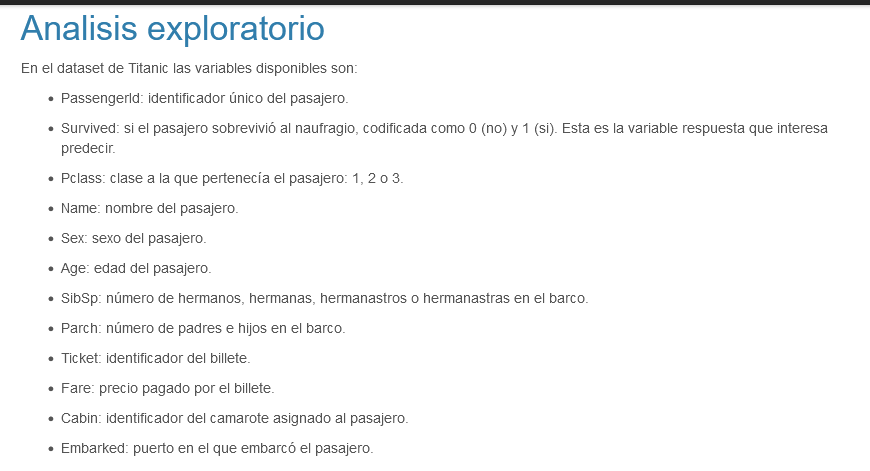 Analisis exploratorio
En el dataset de Titanic las variables disponibles son:
• PassengerId: identificador único del pasajero.
• Survived: si el pasajero sobrevivió al naufragio, codificada como 0 (no) y 1 (si). Esta es la variable respuesta que interesa
predecir.
• Pclass: clase a la que pertenecía el pasajero: 1, 2 o 3.
• Name: nombre del pasajero.
• Sex: sexo del pasajero.
• Age: edad del pasajero.
• SibSp: número de hermanos, hermanas, hermanastros o hermanastras en el barco.
• Parch: número de padres e hijos en el barco.
• Ticket: identificador del billete.
• Fare: precio pagado por el billete.
• Cabin: identificador del camarote asignado al pasajero.
• Embarked: puerto en el que embarcó el pasajero.